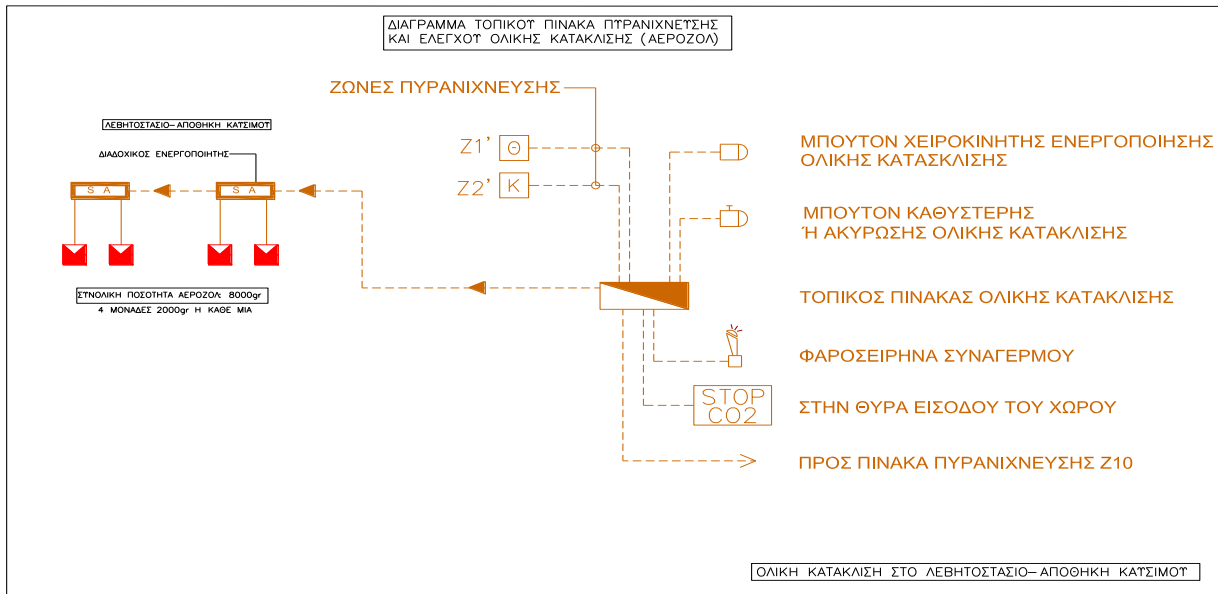 ΔΙΑΓΡΑΜΜΑ ΤΟΠΙΚΟΥ ΠΙΝΑΚΑ ΠΥΡΑΝΙΧΝΕΥΣΗΣ
ΚΑΙ ΕΛΕΓΧΟΥ ΟΛΙΚΗΣ ΚΑΤΑΚΛΙΣΗΣ (ΑΕΡΟΖΟΛ)
ΖΩΝΕΣ ΠΥΡΑΝΙΧΝΕΥΣΗΣ
ΛΕΒΗΤΟΣΤΑΣΙΟ-ΑΠΟΘΗΚΗ ΚΑΥΣΙΜΟΥ
ΔΙΑΔΟΧΙΚΟΣ ΕΝΕΡΓΟΠΟΙΗΤΗΣ
S A
S A
Z1' Θ
Z2' K
ΜΠΟΥΤΟΝ ΧΕΙΡΟΚΙΝΗΤΗΣ ΕΝΕΡΓΟΠΟΙΗΣΗΣ
ΟΛΙΚΗΣ ΚΑΤΑΣΚΛΙΣΗΣ
ΜΠΟΥΤΟΝ ΚΑΘΥΣΤΕΡΗΣ
Ή ΑΚΥΡΩΣΗΣ ΟΛΙΚΗΣ ΚΑΤΑΚΛΙΣΗΣ
ΣΥΝΟΛΙΚΗ ΠΟΣΟΤΗΤΑ ΑΕΡΟΖΟΛ: 8000gr
4 ΜΟΝΑΔΕΣ 2000gr Η ΚΑΘΕ ΜΙΑ
ΤΟΠΙΚΟΣ ΠΙΝΑΚΑΣ ΟΛΙΚΗΣ ΚΑΤΑΚΛΙΣΗΣ
ΦΑΡΟΣΕΙΡΗΝΑ ΣΥΝΑΓΕΡΜΟΥ
STOP
CO2
ΣΤΗΝ ΘΥΡΑ ΕΙΣΟΔΟΥ ΤΟΥ ΧΩΡΟΥ
ΠΡΟΣ ΠΙΝΑΚΑ ΠΥΡΑΝΙΧΝΕΥΣΗΣ Z10
ΟΛΙΚΗ ΚΑΤΑΚΛΙΣΗ ΣΤΟ ΛΕΒΗΤΟΣΤΑΣΙΟ-ΑΠΟΘΗΚΗ ΚΑΥΣΙΜΟΥ